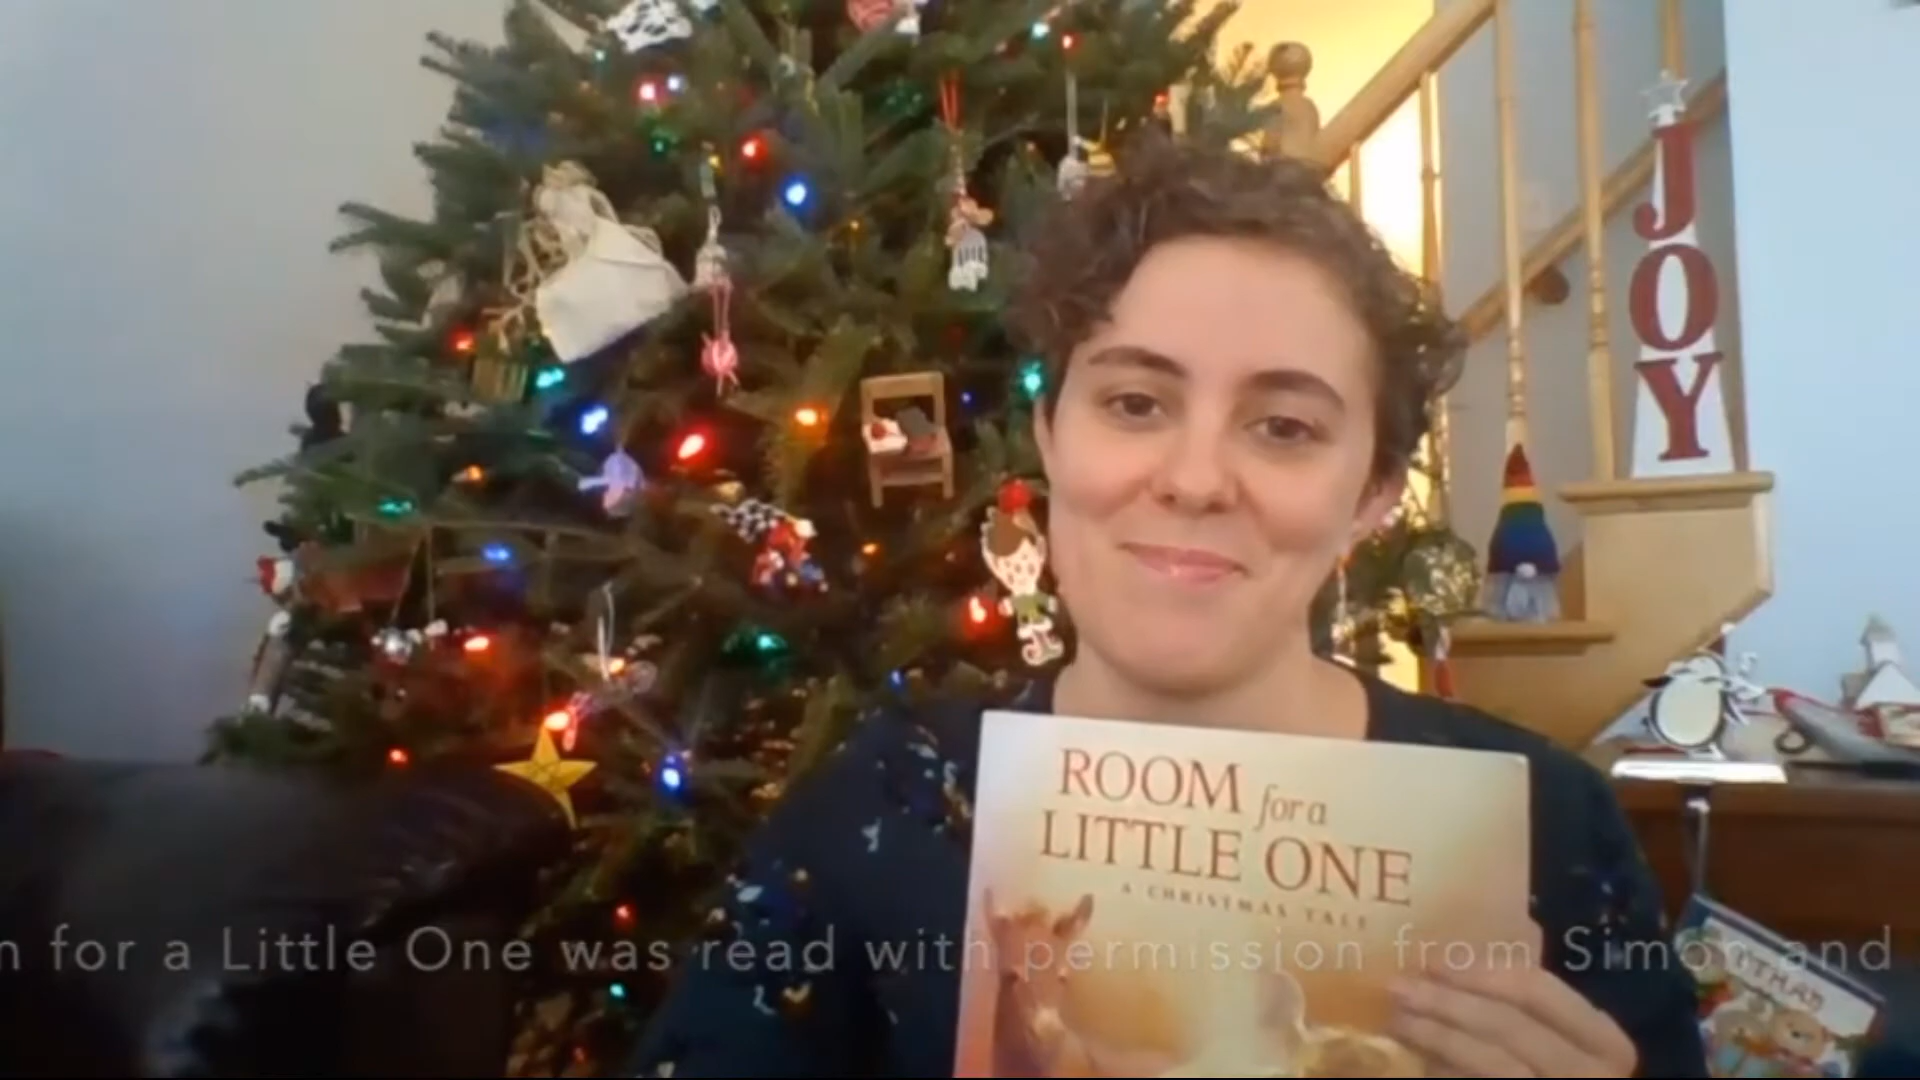 JOY
ROOM for a
LITTLE ONE
A CHRISTMAS TALE
for a Little One was read with permission from Simon and